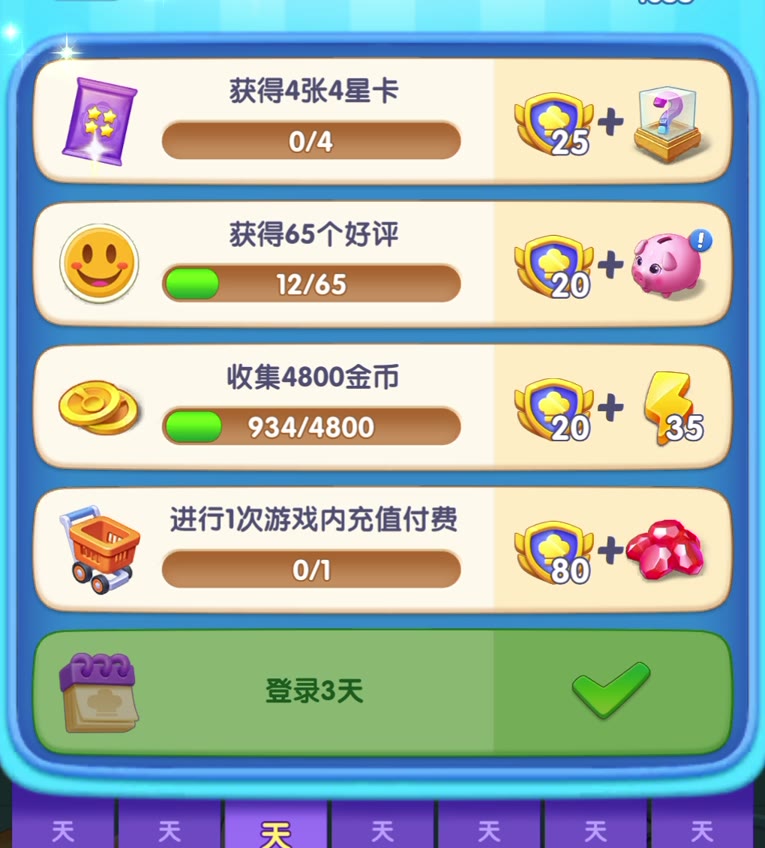 获得4张4星卡
0/4
25
+
获得65个好评
12/65
20
+
!
收集4800金币
934/4800
20
+
35
进行1次游戏内充值付费
0/1
80
+
登录3天
天 天 天 天 天 天 天